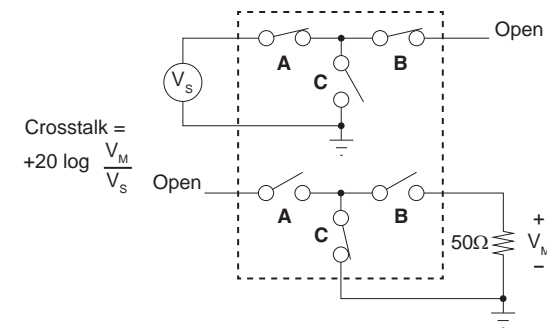 Open
A
B
C
V_S
Crosstalk =
+20 log V_M
V_S
Open
A
B
C
50Ω
+
V_M
–